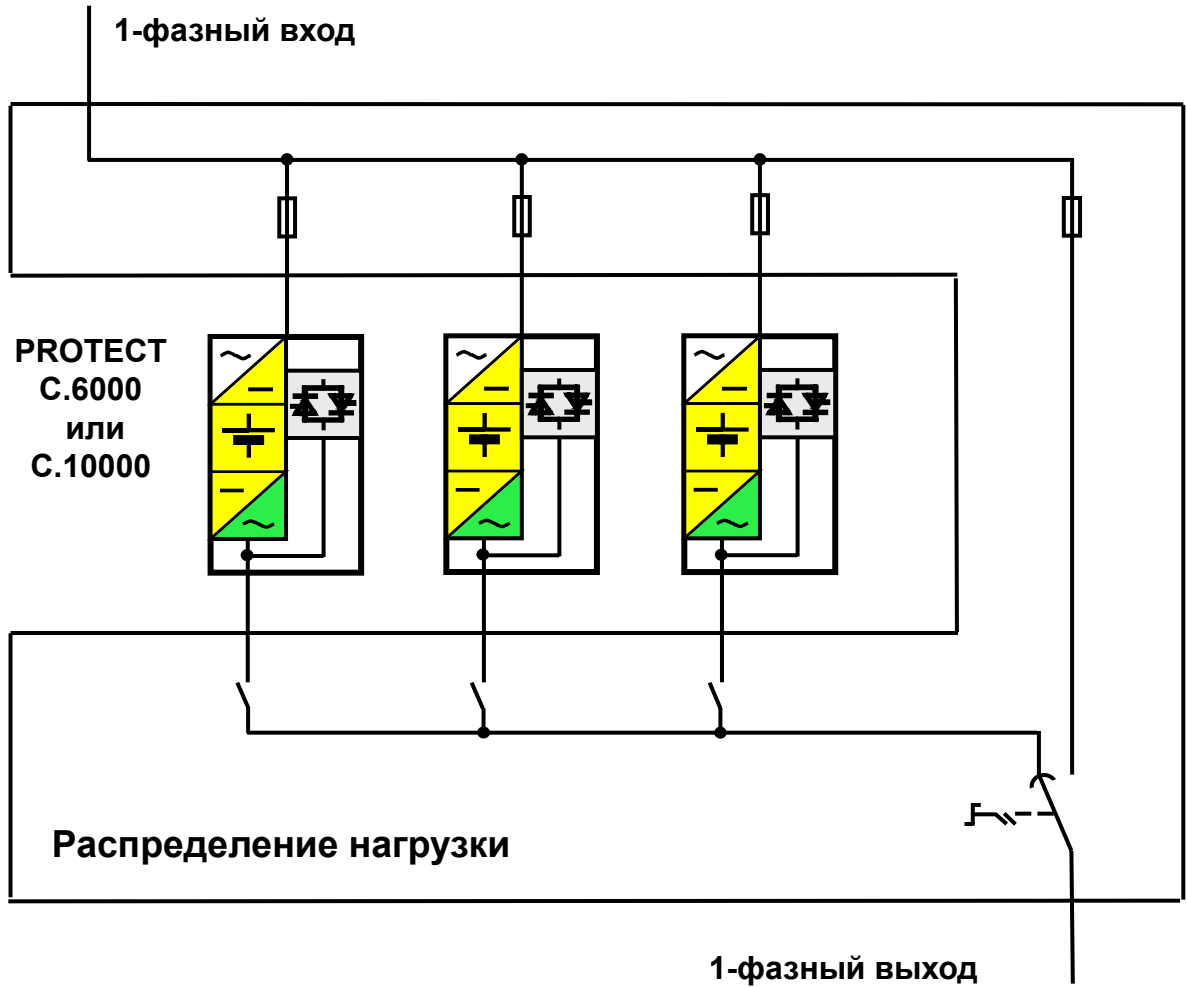 1-фазный вход
PROTECT
C.6000
или
C.10000
Распределение нагрузки
1-фазный выход